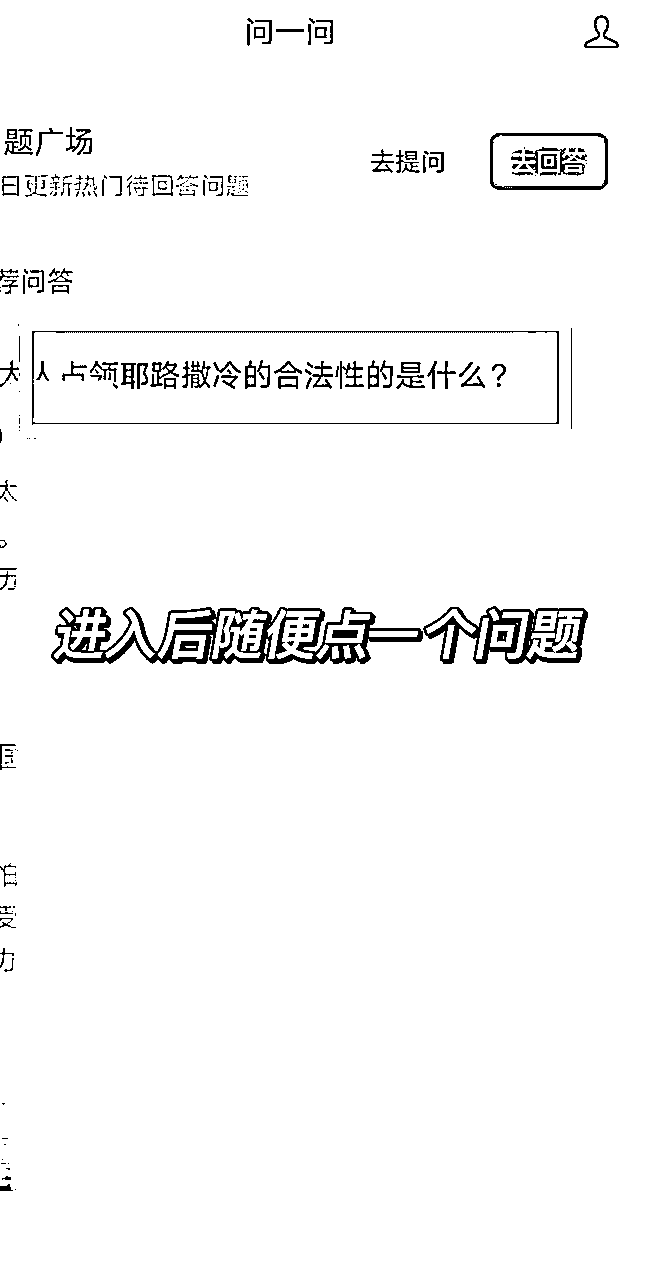 问一问
题广场
去提问
去回答
日更新热门待回答问题
荐问答
大人占领耶路撒冷的合法性的是什么？
太
。
历
进入后随便点一个问题
国
怕
爱
力